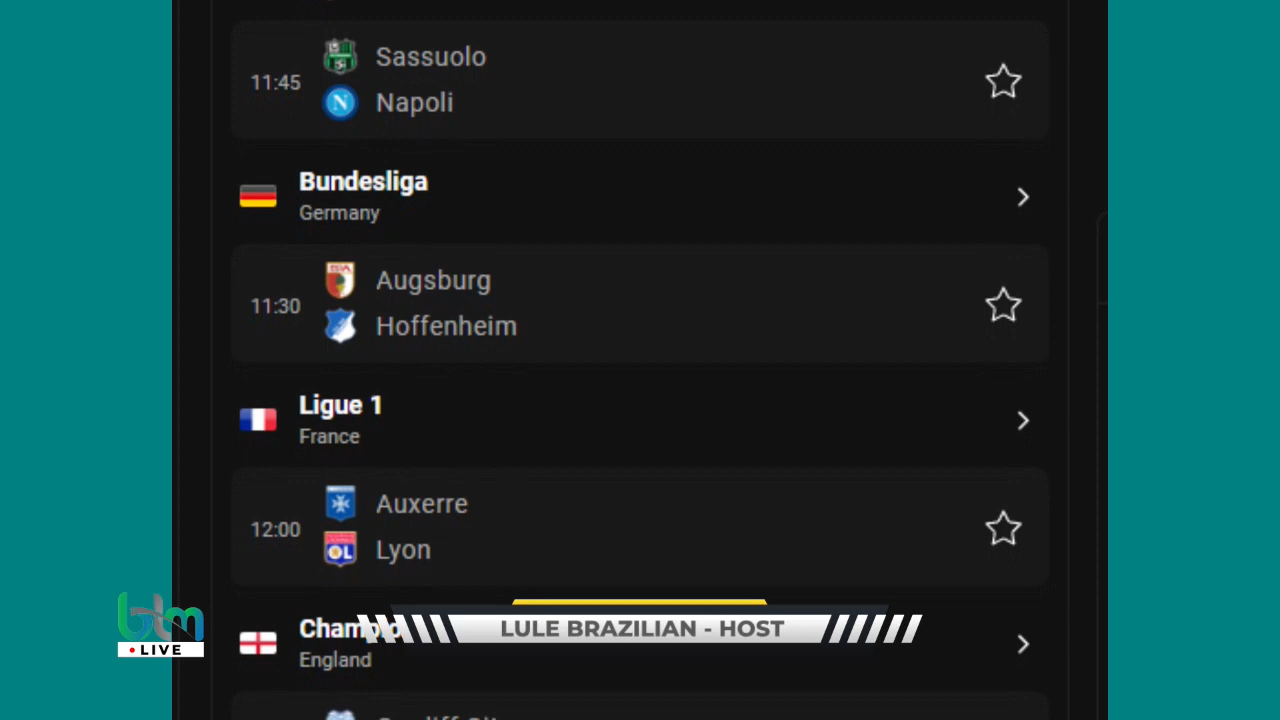 11:45
Sassuolo
Napoli
Bundesliga
Germany
11:30
Augsburg
Hoffenheim
Ligue 1
France
12:00
Auxerre
Lyon
btm
LIVE
LULE BRAZILIAN - HOST
England